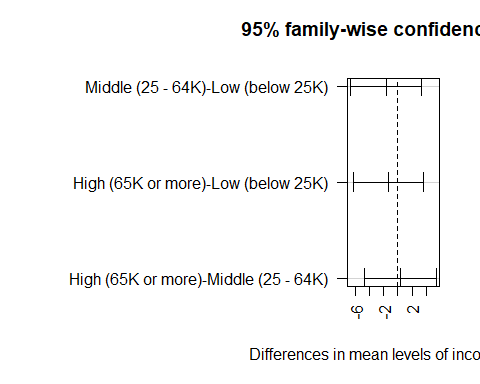 95% family-wise confidenc
Middle (25 - 64K)-Low (below 25K)
High (65K or more)-Low (below 25K)
High (65K or more)-Middle (25 - 64K)
-6 -2 2
Differences in mean levels of inco